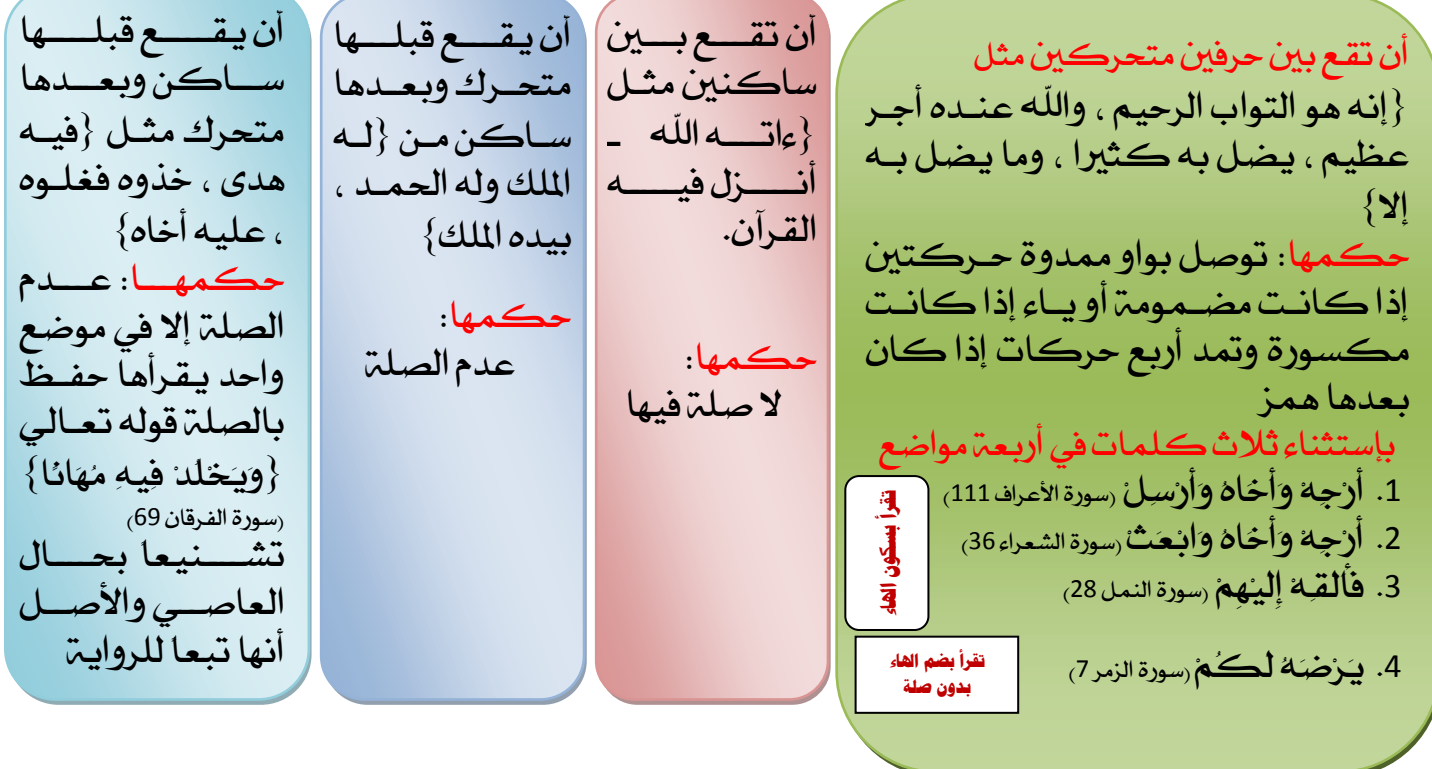 أن تقع بين حرفين متحركين مثل
{إنه هو التواب الرحيم ، والله عنده أجر
عظيم ، يضل به كثيرا ، وما يضل به
إلا}
حكمها: توصل بواو ممدوة حركتين
إذا كانت مضمومة أو ياء إذا كانت
مكسورة وتمد أربع حركات إذا كان
بعدها همز
بإستثناء ثلاث كلمات في أربعة مواضع
1. أرْجِهْ وَأَخَاهُ وَأَرْسِلْ (سورة الأعراف 111)
2. أرْجِهْ وَأَخَاهُ وَابْعَثْ (سورة الشعراء 36)
3. فَألقِهْ إِليْهِمْ (سورة النمل 28)
تقرأ بسكون الهاء
4. يَرْضَهُ لكُمْ (سورة الزمر 7)
تقرأ بضم الهاء
بدون صلة
أن تقع بين
ساكنين مثل
{ءاته الله ـ
أنزل فيه
القرآن.
حكمها:
لا صلة فيها
أن يقع قبلها
متحرك وبعدها
ساكن من {له
الملك وله الحمد ،
بيده الملك}
حكمها:
عدم الصلة
أن يقع قبلها
ساكن وبعدها
متحرك مثل {فيه
هدى ، خذوه فغلوه
، عليه أخاه}
حكمها: عدم
الصلة إلا في موضع
واحد يقرأها حفظ
بالصلة قوله تعالي
{ويَخلدْ فِيهِ مُهَانًا}
(سورة الفرقان 69)
تشنيعا بحال
العاصي والأصل
أنها تبعا للرواية